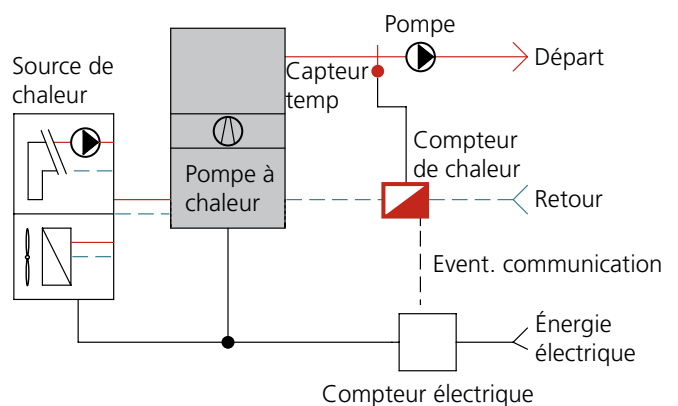 Pompe
Départ
Source de
chaleur
Capteur
temp
Compteur
de chaleur
Pompe à
chaleur
Retour
Event. communication
Énergie
électrique
Compteur électrique